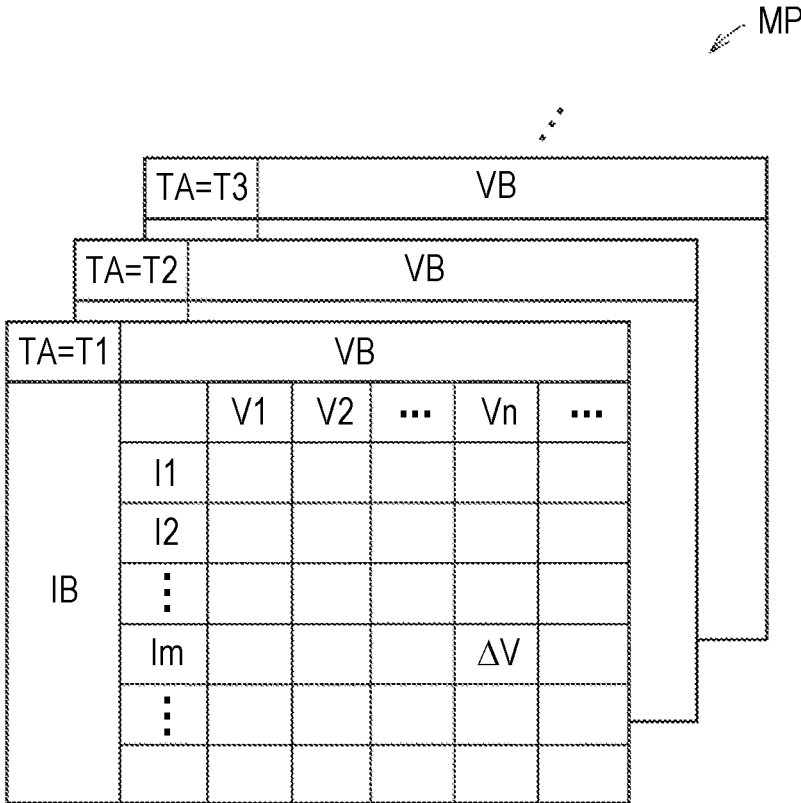 MP
⋰
TA=T3 VB
TA=T2 VB
TA=T1 VB
V1 V2 ··· Vn ···
I1
I2
IB ⋮
Im ΔV
⋮